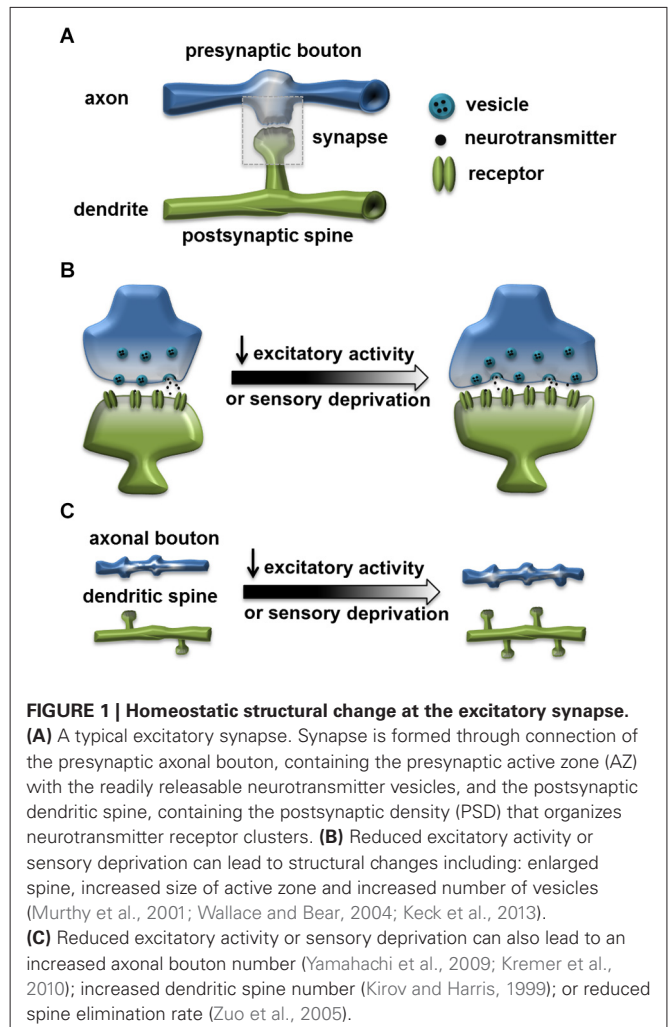 A
presynaptic bouton
axon
synapse
dendrite
postsynaptic spine
vesicle
neurotransmitter
receptor
B
↓ excitatory activity
or sensory deprivation
C
axonal bouton
dendritic spine
↓ excitatory activity
or sensory deprivation
FIGURE 1 | Homeostatic structural change at the excitatory synapse.
(A) A typical excitatory synapse. Synapse is formed through connection of
the presynaptic axonal bouton, containing the presynaptic active zone (AZ)
with the readily releasable neurotransmitter vesicles, and the postsynaptic
dendritic spine, containing the postsynaptic density (PSD) that organizes
neurotransmitter receptor clusters. (B) Reduced excitatory activity or
sensory deprivation can lead to structural changes including: enlarged
spine, increased size of active zone and increased number of vesicles
(Murthy et al., 2001; Wallace and Bear, 2004; Keck et al., 2013).
(C) Reduced excitatory activity or sensory deprivation can also lead to an
increased axonal bouton number (Yamahachi et al., 2009; Kremer et al.,
2010); increased dendritic spine number (Kirov and Harris, 1999); or reduced
spine elimination rate (Zuo et al., 2005).